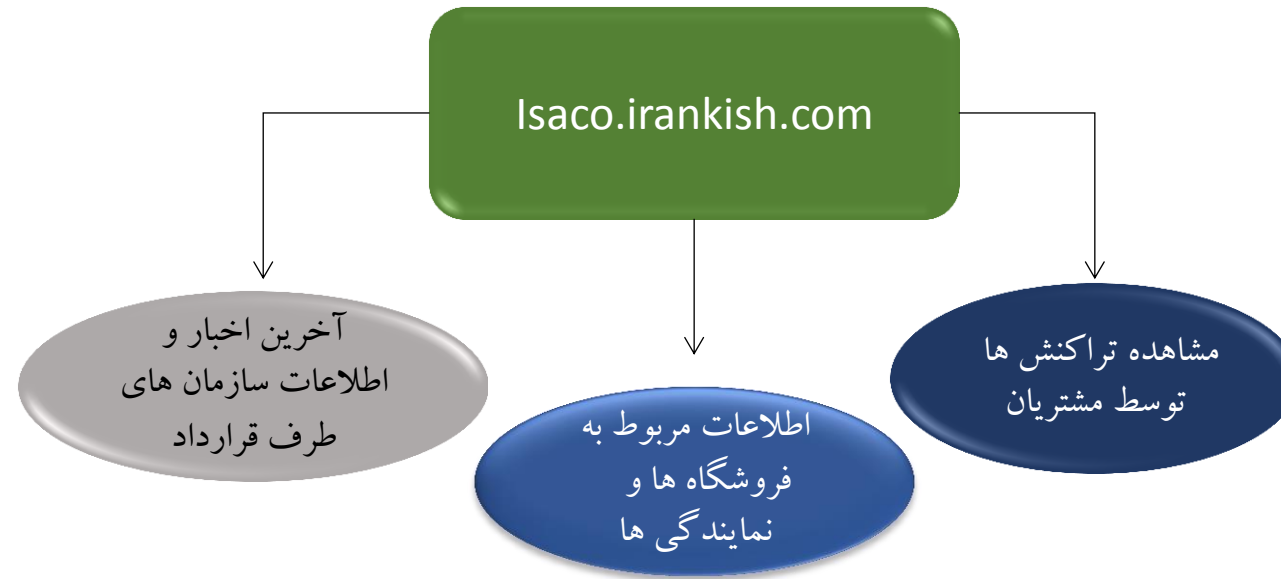 Isaco.irankish.com
مشاهده تراکنش ها
توسط مشتریان
اطلاعات مربوط به
فروشگاه ها و
نمایندگی ها
آخرین اخبار و
اطلاعات سازمان های
طرف قرارداد